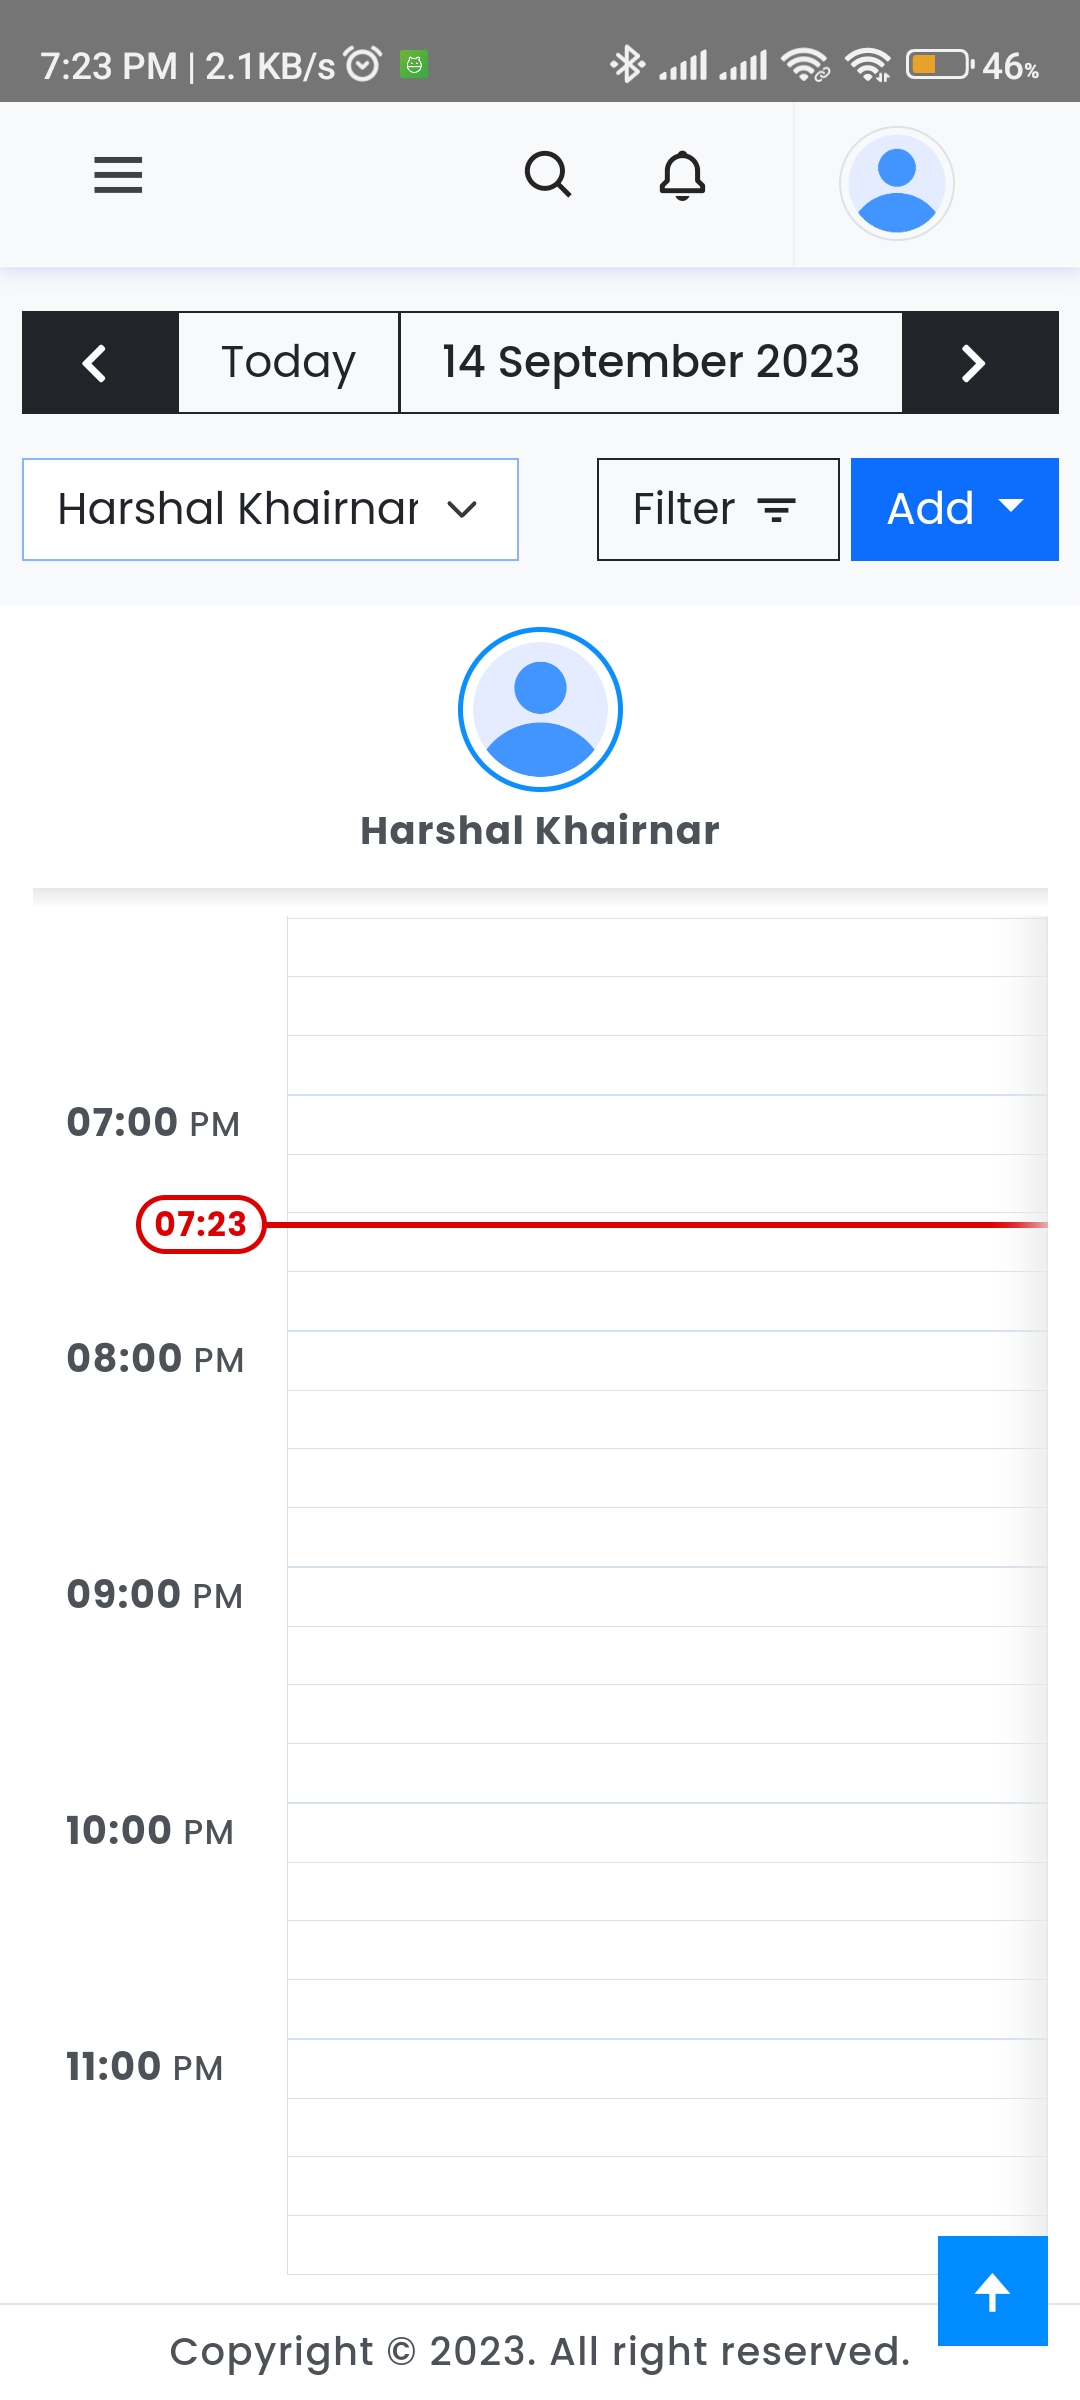 7:23 PM | 2.1KB/s 46%
Today 14 September 2023
Harshal Khairnar Filter Add
Harshal Khairnar
07:00 PM
07:23
08:00 PM
09:00 PM
10:00 PM
11:00 PM
Copyright © 2023. All right reserved.